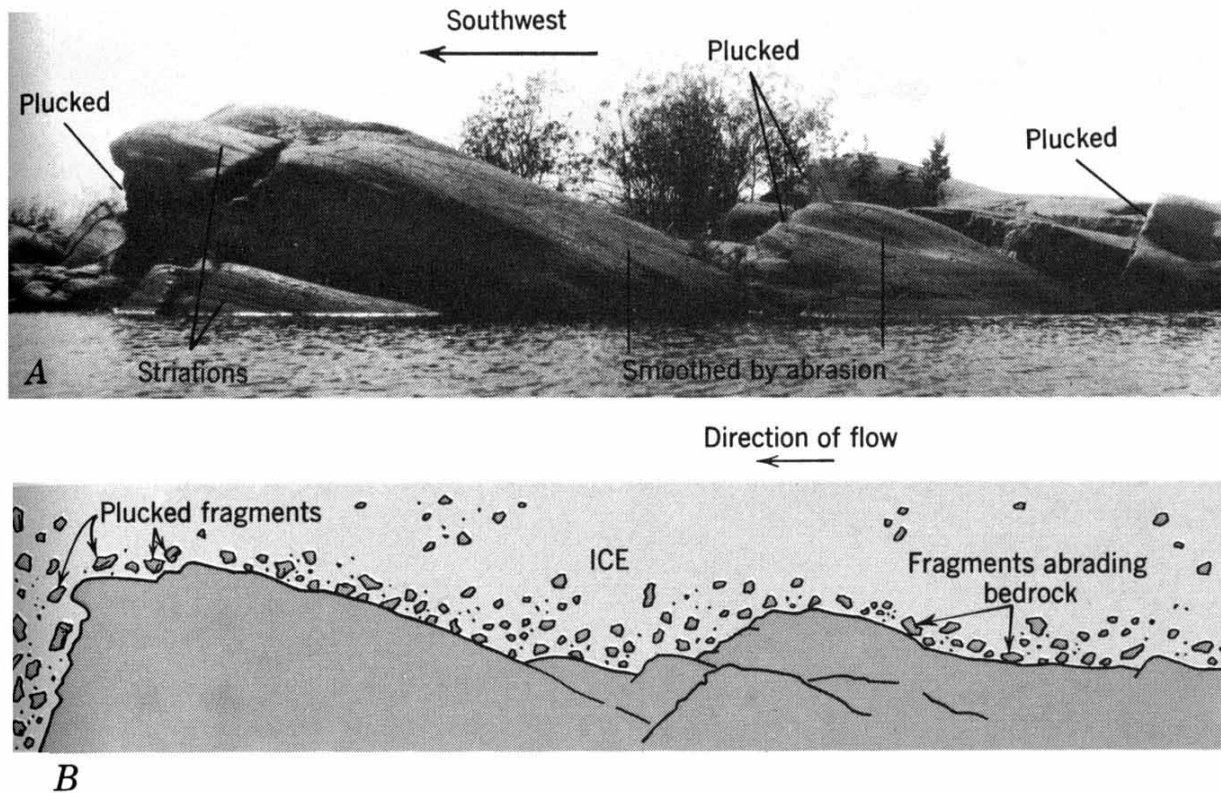 Southwest
Plucked
Plucked
Plucked
Striations
Smoothed by abrasion
A
Direction of flow
Plucked fragments
ICE
Fragments abrading
bedrock
B